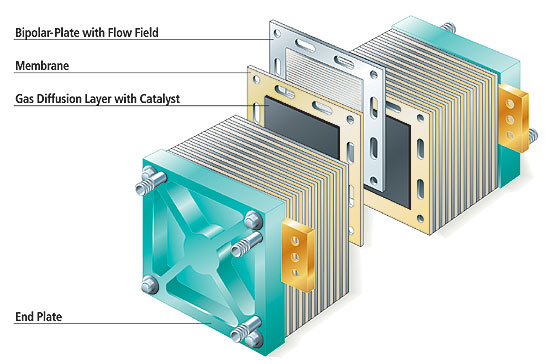 Bipolar-Plate with Flow Field
Membrane
Gas Diffusion Layer with Catalyst
End Plate